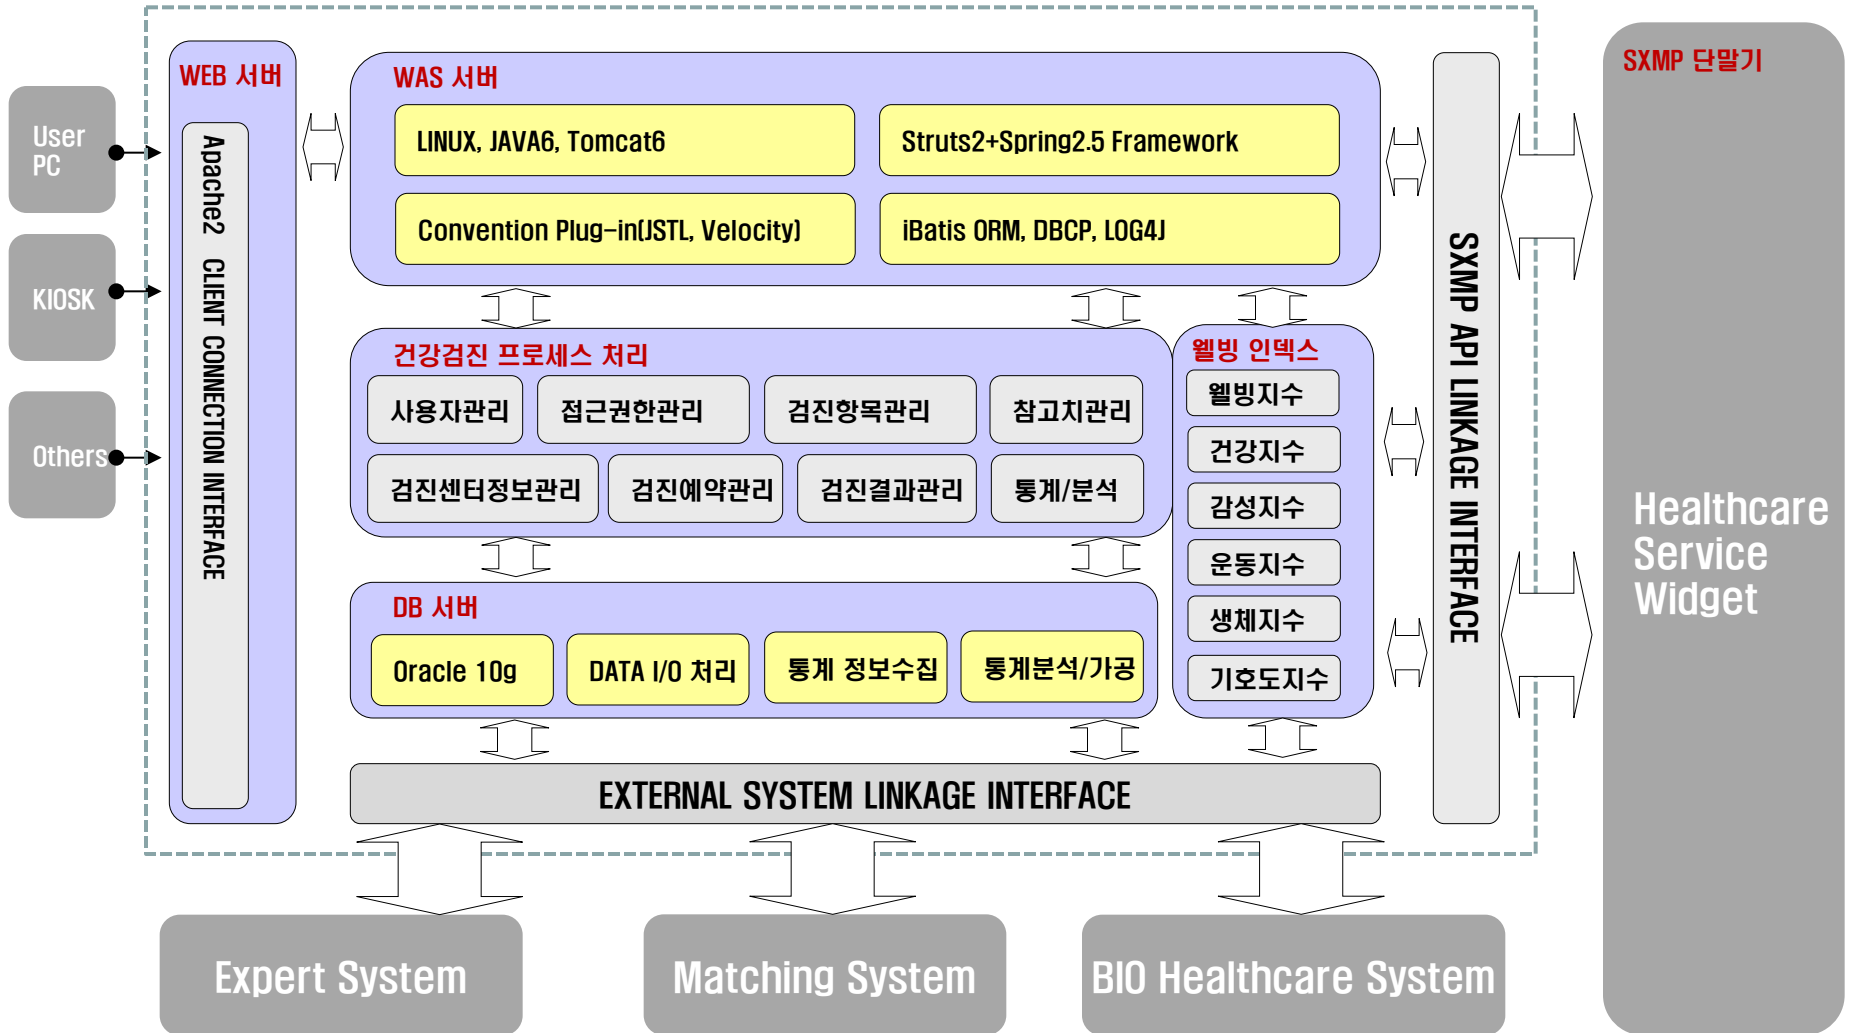 User
PC
KIOSK
Others
WEB 서버
Apache2 CLIENT CONNECTION INTERFACE
WAS 서버
LINUX, JAVA6, Tomcat6
Struts2+Spring2.5 Framework
Convention Plug-in(JSTL, Velocity)
iBatis ORM, DBCP, LOG4J
건강검진 프로세스 처리
사용자관리
접근권한관리
검진항목관리
참고치관리
검진센터정보관리
검진예약관리
검진결과관리
통계/분석
웰빙 인덱스
웰빙지수
건강지수
감성지수
운동지수
생체지수
기호도지수
DB 서버
Oracle 10g
DATA I/O 처리
통계 정보수집
통계분석/가공
EXTERNAL SYSTEM LINKAGE INTERFACE
SXMP API LINKAGE INTERFACE
SXMP 단말기
Healthcare
Service
Widget
Expert System
Matching System
BIO Healthcare System